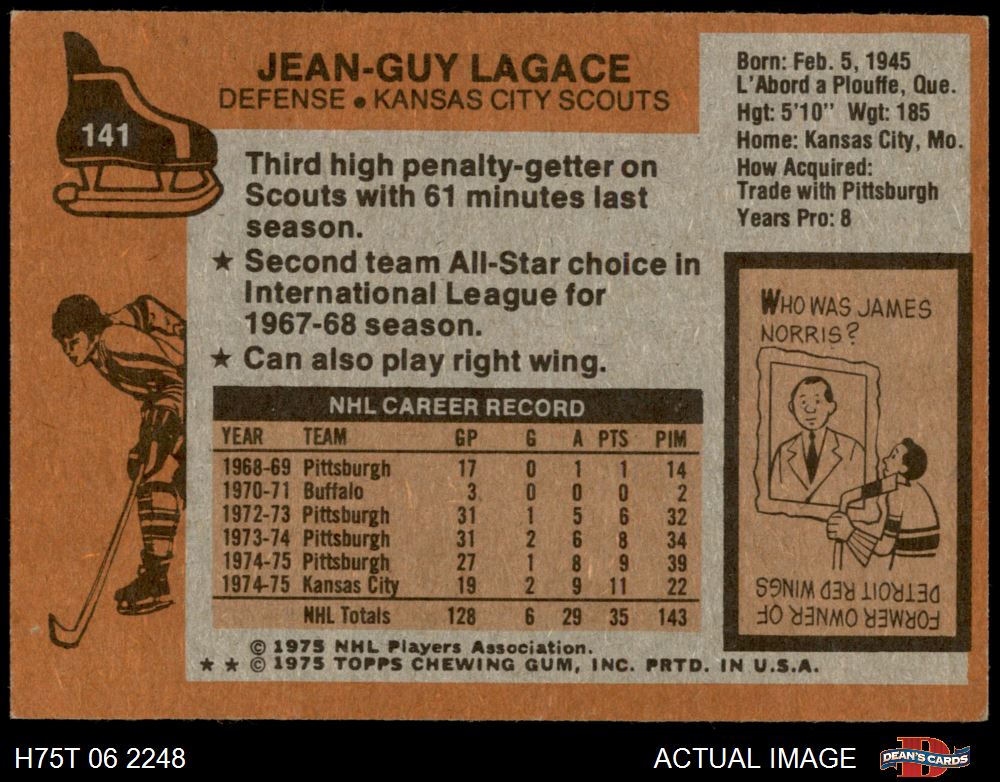 JEAN-GUY LAGACE
DEFENSE • KANSAS CITY SCOUTS
141
Born: Feb. 5, 1945
L'Abord a Plouffe, Que.
Hgt: 5'10" Wgt: 185
Home: Kansas City, Mo.
How Acquired:
Trade with Pittsburgh
Years Pro: 8
Third high penalty-getter on
Scouts with 61 minutes last
season.
★ Second team All-Star choice in
International League for
1967-68 season.
★ Can also play right wing.
WHO WAS JAMES
NORRIS?
FORMER OWNER OF
DETROIT RED WINGS
NHL CAREER RECORD
YEAR TEAM GP G A PTS PIM
1968-69 Pittsburgh 17 0 1 1 14
1970-71 Buffalo 3 0 0 0 2
1972-73 Pittsburgh 31 1 5 6 32
1973-74 Pittsburgh 31 2 6 8 34
1974-75 Pittsburgh 27 1 8 9 39
1974-75 Kansas City 19 2 9 11 22
NHL Totals 128 6 29 35 143
© 1975 NHL Players Association.
★ ★ © 1975 TOPPS CHEWING GUM, INC. PRTD. IN U.S.A.
H75T 06 2248
ACTUAL IMAGE
D
DEAN'S CARDS